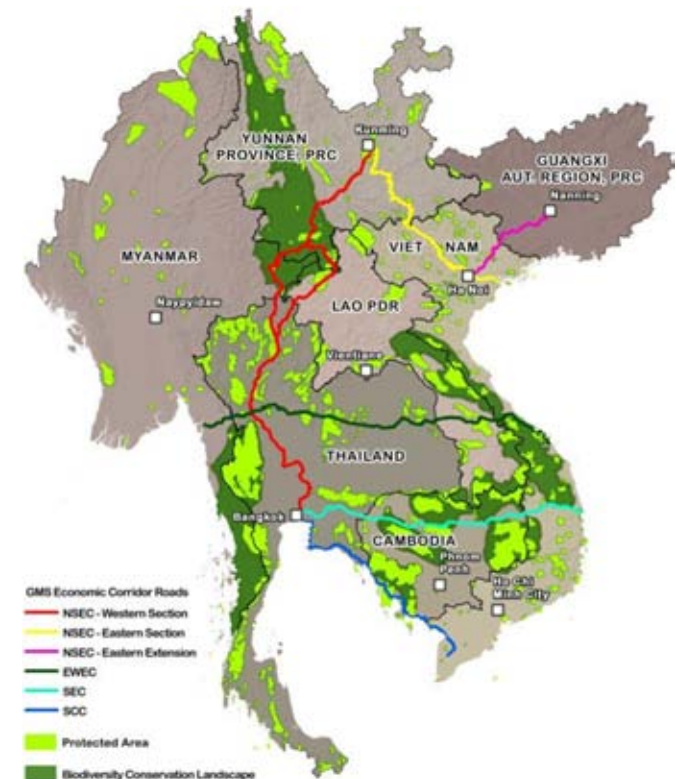 Kunming
YUNNAN
PROVINCE, PRC
GUANGXI
AUT. REGION, PRC
Nanning
MYANMAR
VIET NAM
Ha Noi
Naypyidaw
LAO PDR
Vientiane
THAILAND
Bangkok
CAMBODIA
Phnom
Penh
Ho Chi
Minh City
GMS Economic Corridor Roads
NSEC - Western Section
NSEC - Eastern Section
NSEC - Eastern Extension
EWEC
SEC
SCC
Protected Area
Biodiversity Conservation Landscape